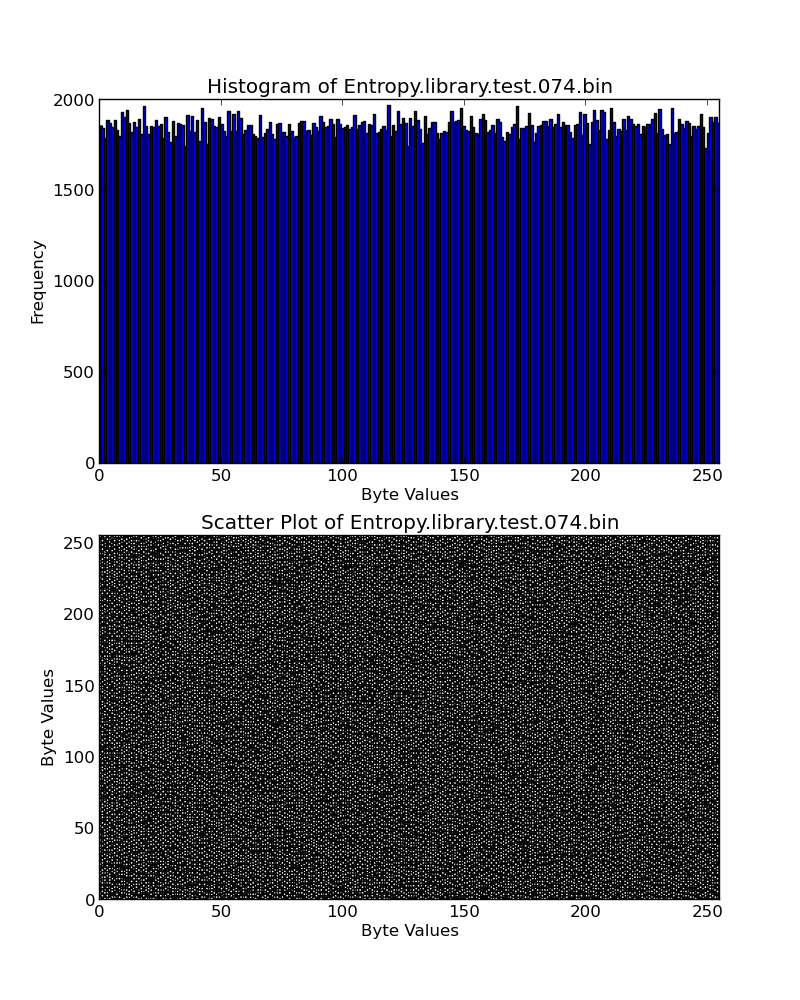 Histogram of Entropy.library.test.074.bin
2000
1500
1000
500
0
Frequency
0 50 100 150 200 250
Byte Values
Scatter Plot of Entropy.library.test.074.bin
250
200
150
100
50
0
Byte Values
0 50 100 150 200 250
Byte Values